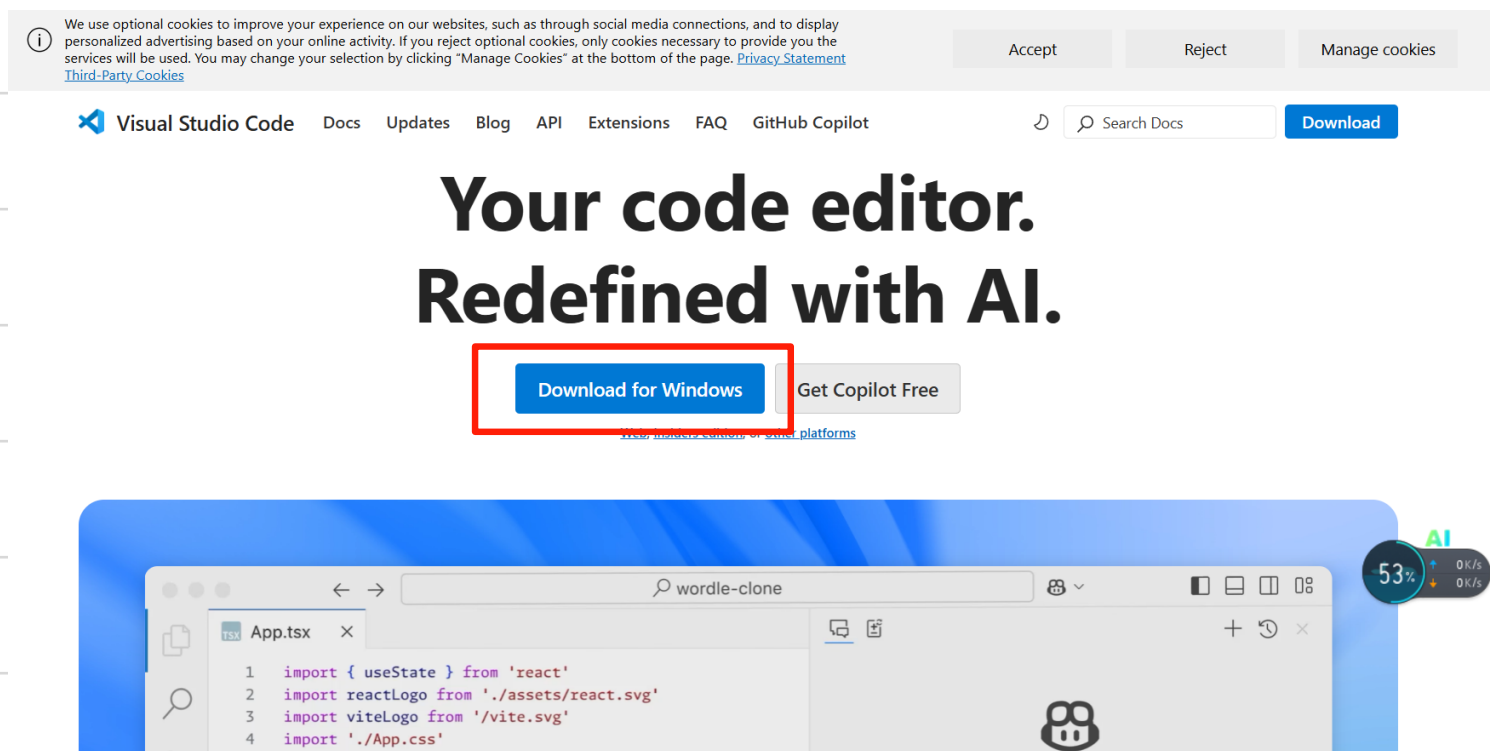 We use optional cookies to improve your experience on our websites, such as through social media connections, and to display
personalized advertising based on your online activity. If you reject optional cookies, only cookies necessary to provide you the
services will be used. You may change your selection by clicking "Manage Cookies" at the bottom of the page. Privacy Statement
Third-Party Cookies
Accept
Reject
Manage cookies
Visual Studio Code
Docs
Updates
Blog
API
Extensions
FAQ
GitHub Copilot
Search Docs
Download
Your code editor.
Redefined with AI.
Download for Windows
Get Copilot Free
Web, Insiders edition, or other platforms
AI
53%
0K/s
0K/s
wordle-clone
TSX App.tsx
1 import { useState } from 'react'
2 import reactLogo from './assets/react.svg'
3 import viteLogo from '/vite.svg'
4 import './App.css'